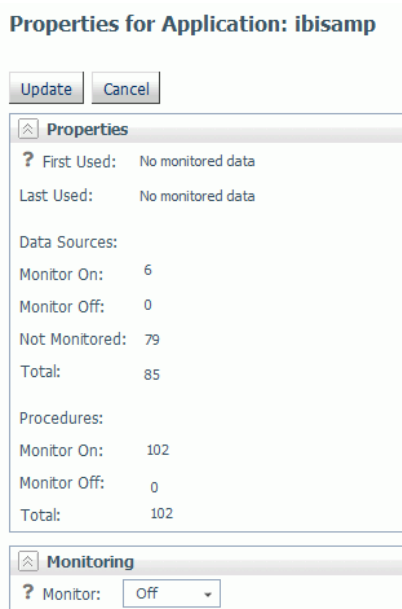 Properties for Application: ibisamp
Update Cancel
Properties
? First Used: No monitored data
Last Used: No monitored data
Data Sources:
Monitor On: 6
Monitor Off: 0
Not Monitored: 79
Total: 85
Procedures:
Monitor On: 102
Monitor Off: 0
Total: 102
Monitoring
? Monitor: Off